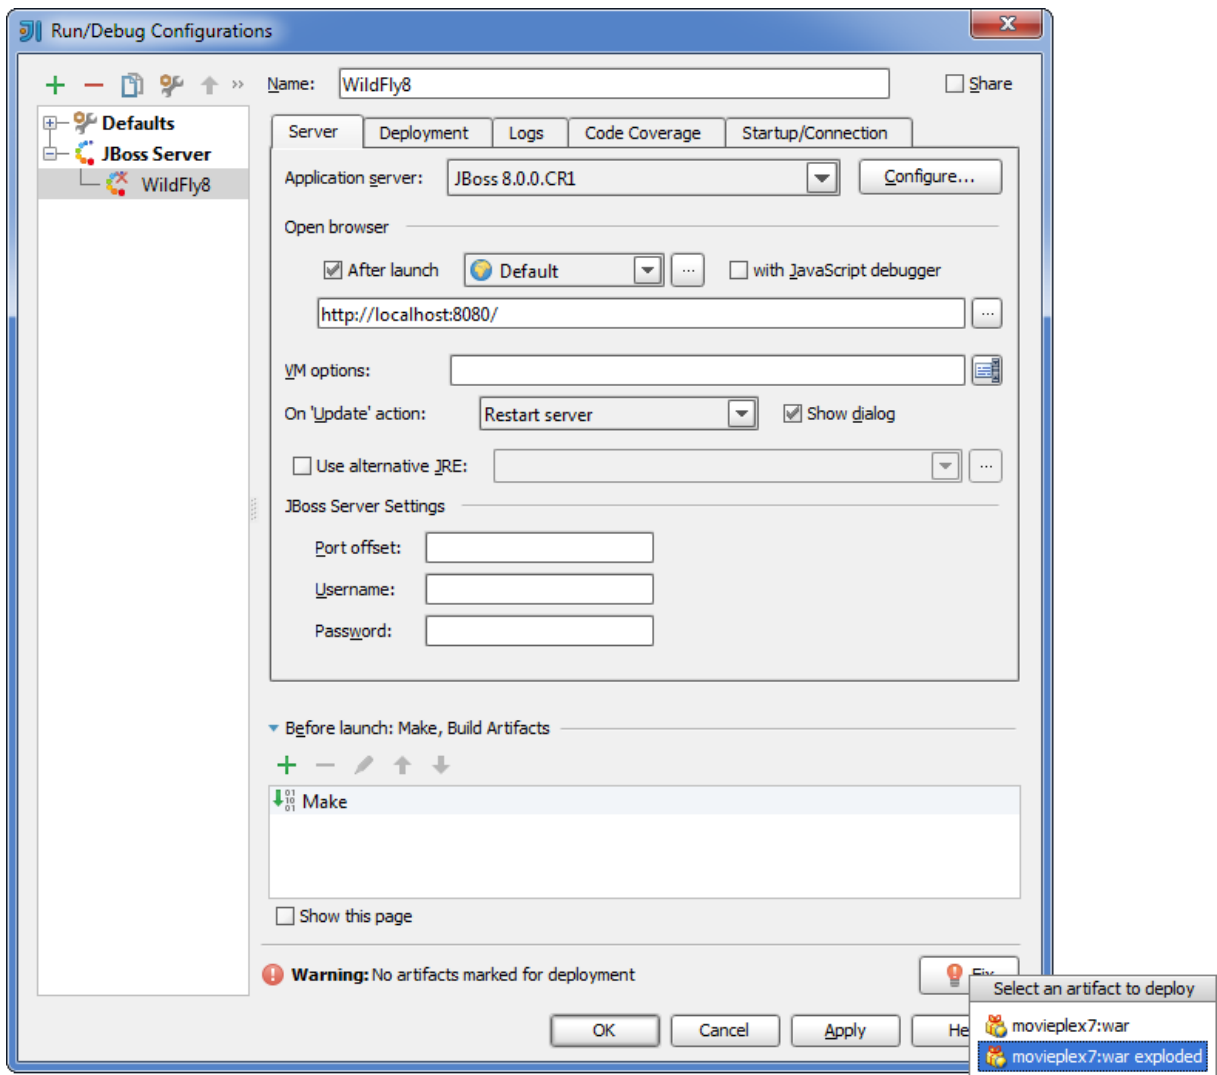 Run/Debug Configurations
Name: WildFly8 Share
Defaults
JBoss Server
WildFly8
Server Deployment Logs Code Coverage Startup/Connection
Application server: JBoss 8.0.0.CR1 Configure...
Open browser
After launch Default ... with JavaScript debugger
http://localhost:8080/ ...
VM options:
On 'Update' action: Restart server Show dialog
Use alternative JRE: ...
JBoss Server Settings
Port offset:
Username:
Password:
Before launch: Make, Build Artifacts
Make
Show this page
Warning: No artifacts marked for deployment
Select an artifact to deploy
movieplex7:war
movieplex7:war exploded
OK Cancel Apply He